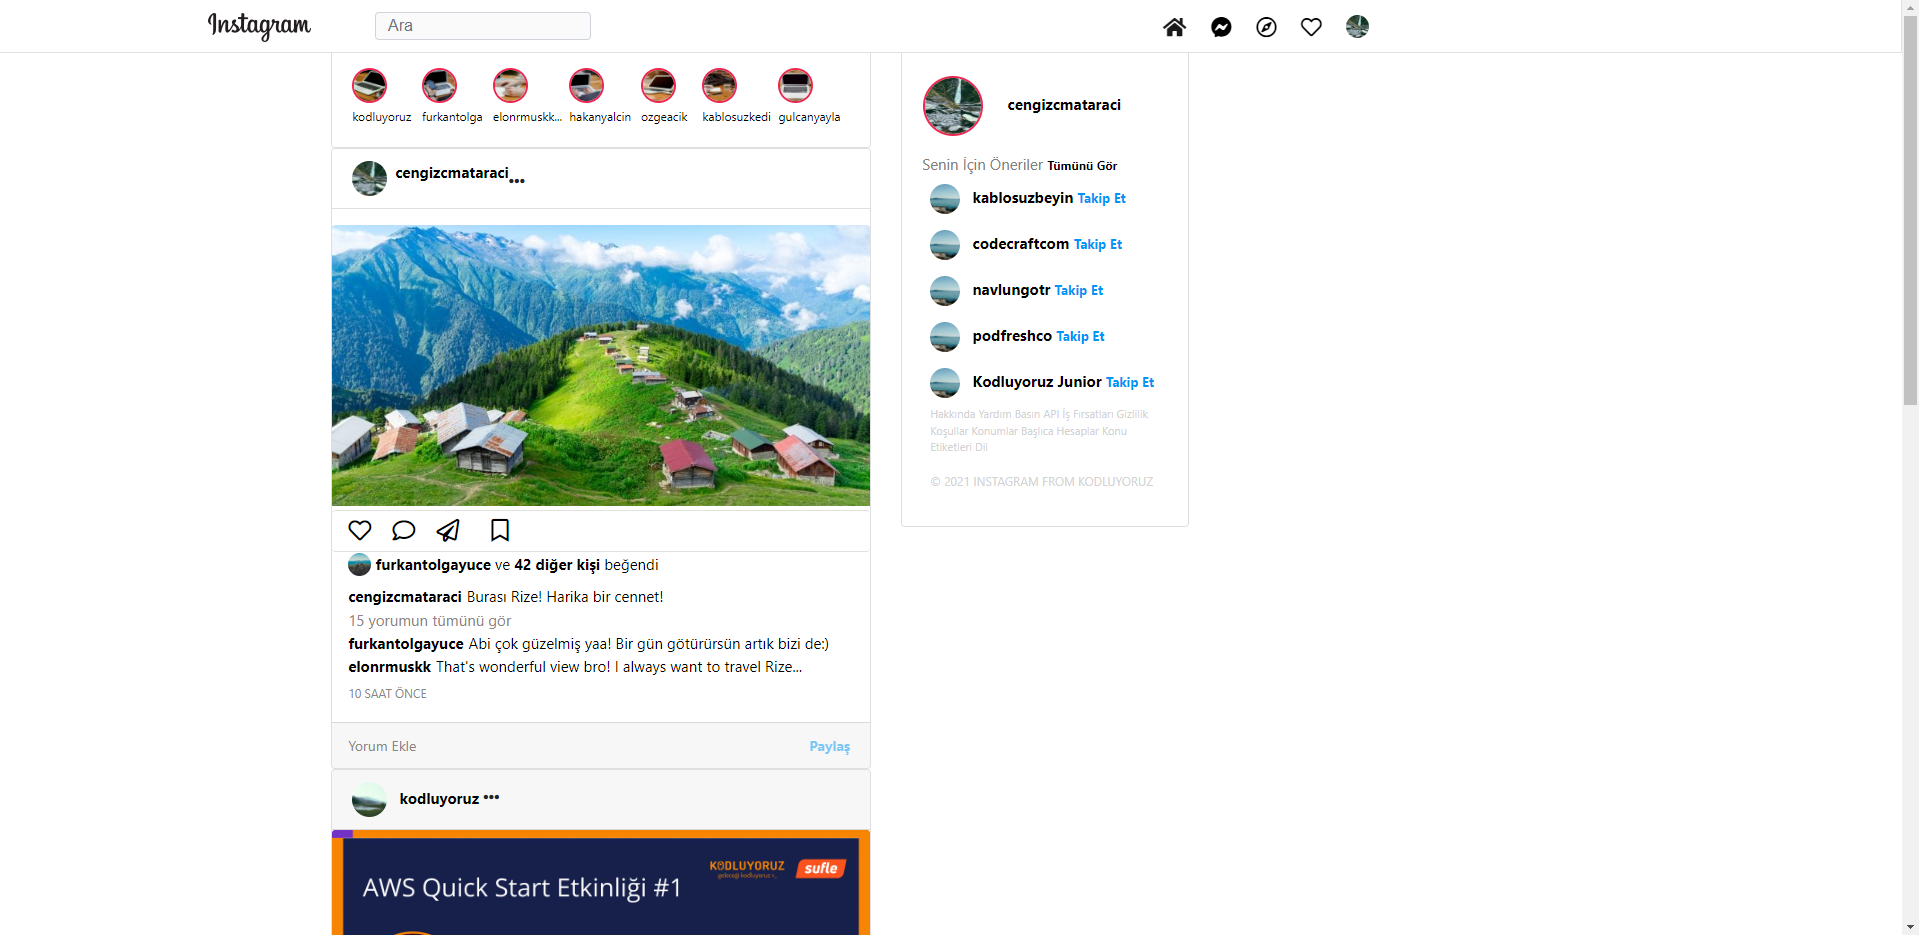 Instagram
Ara
kodluyoruz furkantolga elonrmuskk... hakanyalcin ozgeacik kablosuzkedi gulcanyayla
cengizcmataraci...
furkantolgayuce ve 42 diğer kişi beğendi
cengizcmataraci Burası Rize! Harika bir cennet!
15 yorumun tümünü gör
furkantolgayuce Abi çok güzelmiş yaa! Bir gün götürürsün artık bizi de:)
elonrmuskk That's wonderful view bro! I always want to travel Rize...
10 SAAT ÖNCE
Yorum Ekle Paylaş
kodluyoruz •••
KODLUYORUZ sufle
geleceği kodluyoruz >_
AWS Quick Start Etkinliği #1
cengizcmataraci
Senin İçin Öneriler Tümünü Gör
kablosuzbeyin Takip Et
codecraftcom Takip Et
navlungotr Takip Et
podfreshco Takip Et
Kodluyoruz Junior Takip Et
Hakkında Yardım Basın API İş Fırsatları Gizlilik
Koşullar Konumlar Başlıca Hesaplar Konu
Etiketleri Dil
© 2021 INSTAGRAM FROM KODLUYORUZ